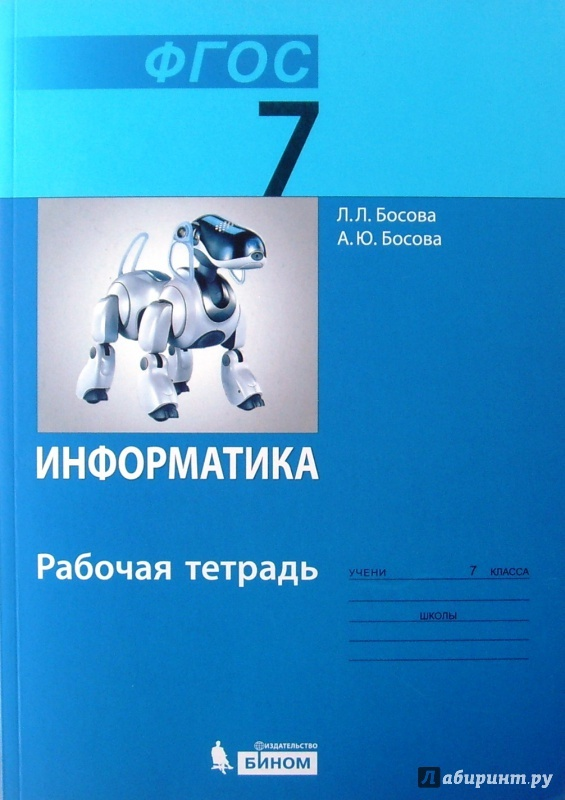 ФГОС
7
Л.Л. Босова
А.Ю. Босова
ИНФОРМАТИКА
Рабочая тетрадь
УЧЕНИ 7 КЛАССА
ШКОЛЫ
ИЗДАТЕЛЬСТВО
БИНОМ
Лабиринт.ру